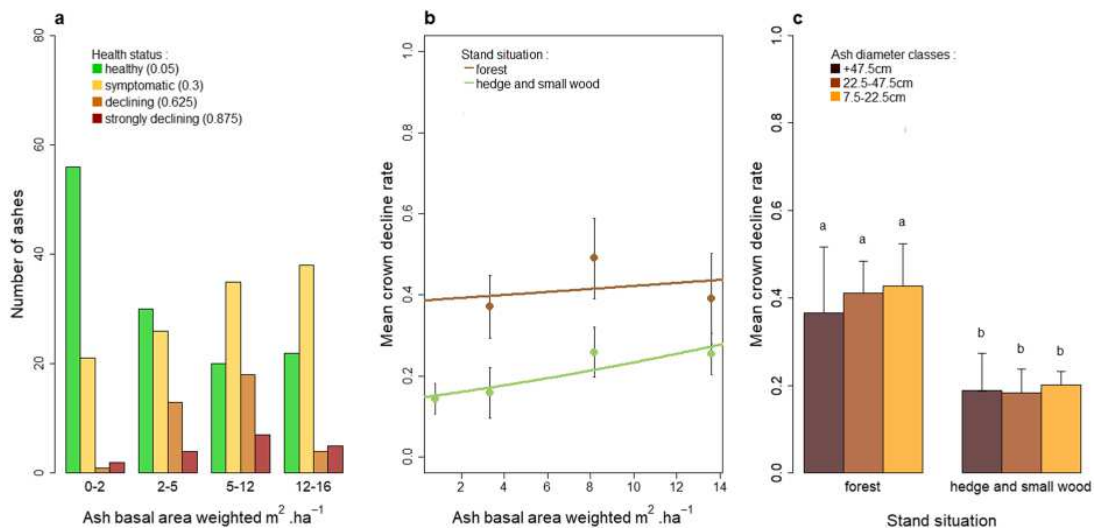 a
Number of ashes
80
60
40
20
0
Health status :
healthy (0.05)
symptomatic (0.3)
declining (0.625)
strongly declining (0.875)
0-2
2-5
5-12
12-16
Ash basal area weighted m² .ha⁻¹
b
Mean crown decline rate
1.0
0.8
0.6
0.4
0.2
0.0
Stand situation :
forest
hedge and small wood
2
4
6
8
10
12
14
Ash basal area weighted m² .ha⁻¹
c
Mean crown decline rate
1.0
0.8
0.6
0.4
0.2
0.0
Ash diameter classes :
+47.5cm
22.5-47.5cm
7.5-22.5cm
a
a
a
b
b
b
forest
hedge and small wood
Stand situation